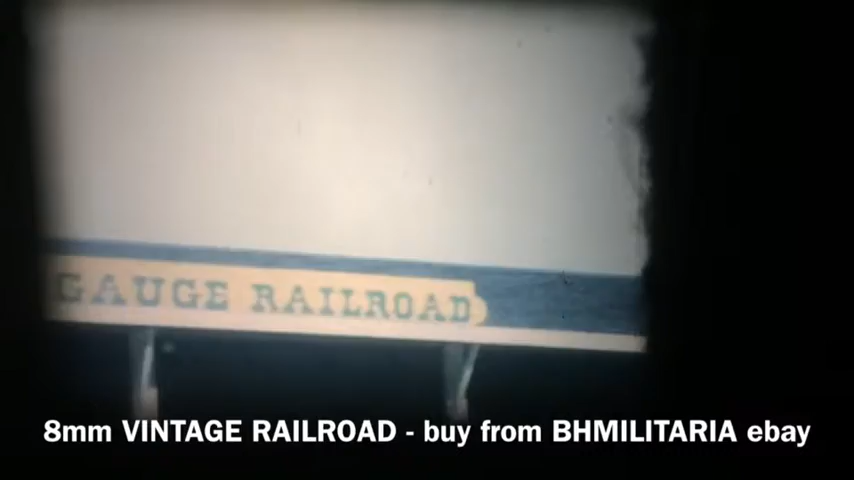 GAUGE RAILROAD
8mm VINTAGE RAILROAD - buy from BHMILITARIA ebay